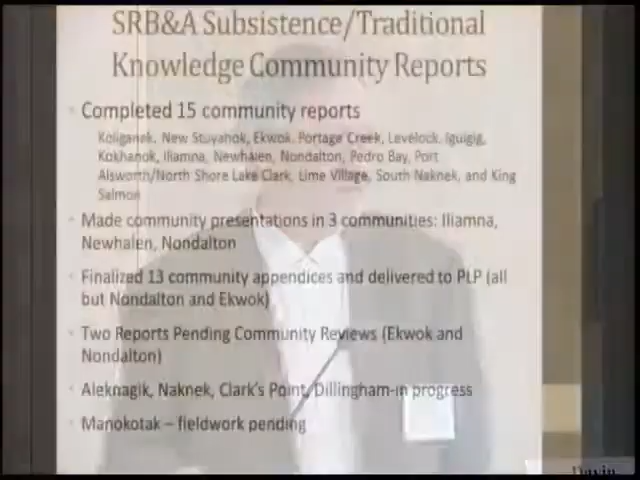 SRB&A Subsistence/Traditional
Knowledge Community Reports
Completed 15 community reports
Koliganek, New Stuyahok, Ekwok, Portage Creek, Levelock, Iguigig,
Kokhanok, Iliamna, Newhalen, Nondalton, Pedro Bay, Port
Alsworth/North Shore Lake Clark, Lime Village, South Naknek, and King
Salmon
Made community presentations in 3 communities: Iliamna,
Newhalen, Nondalton
Finalized 13 community appendices and delivered to PLP (all
but Nondalton and Ekwok)
Two Reports Pending Community Reviews (Ekwok and
Nondalton)
Aleknagik, Naknek, Clark's Point, Dillingham-in progress
Manokotak – fieldwork pending